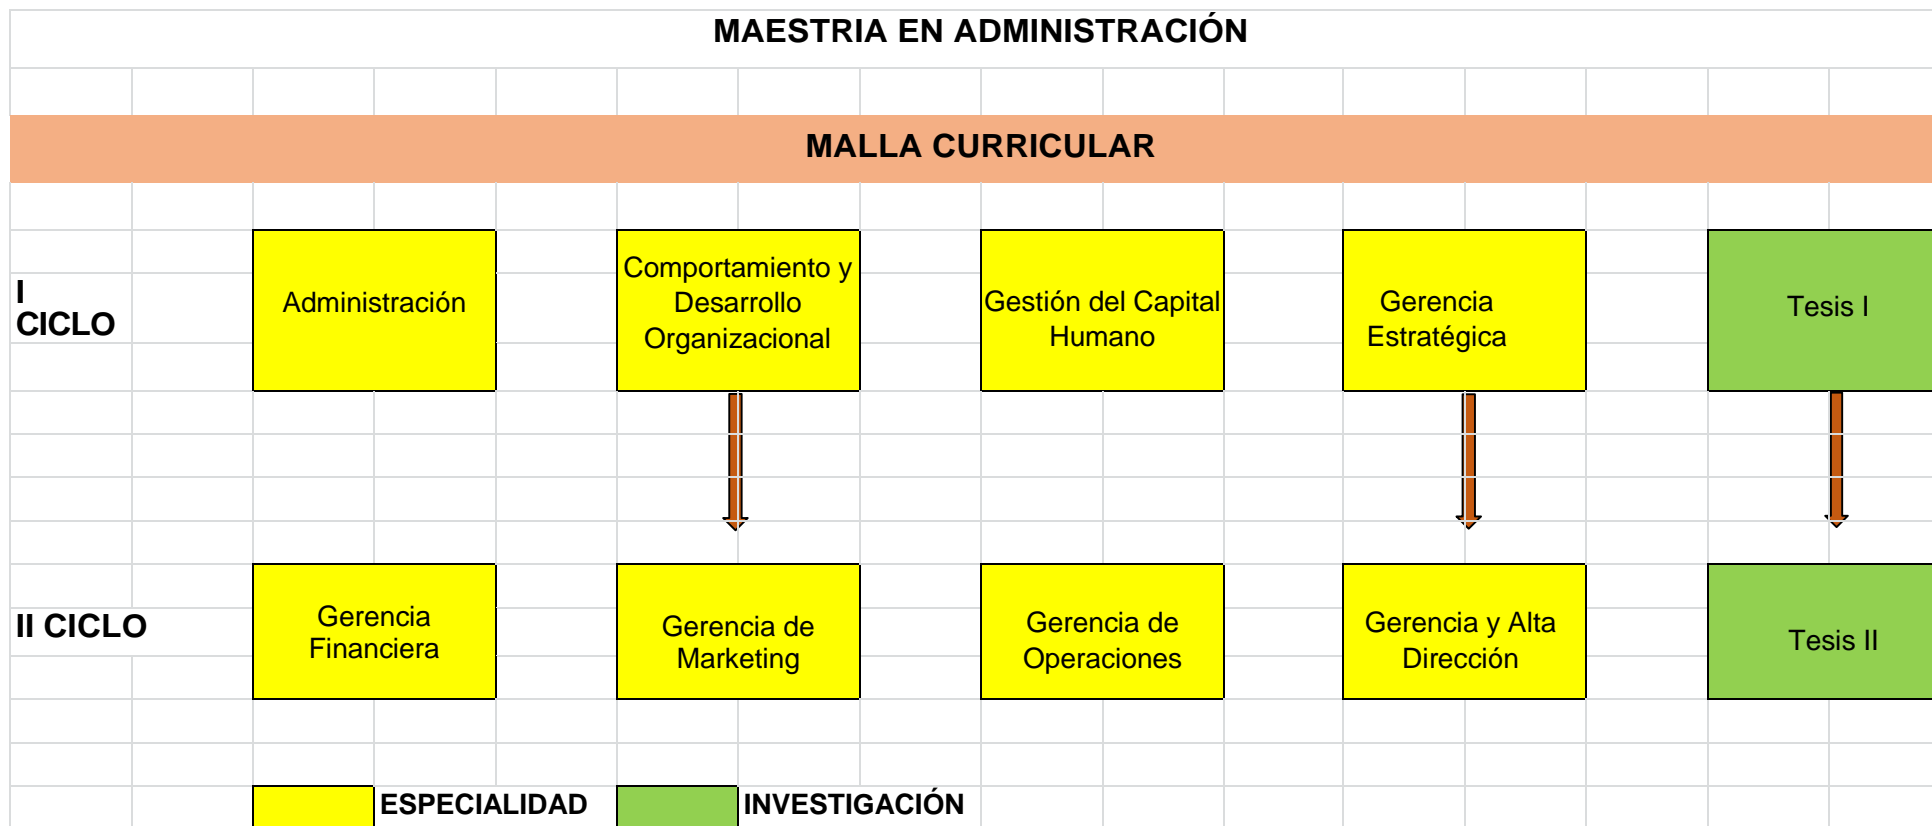 MAESTRIA EN ADMINISTRACIÓN
MALLA CURRICULAR
I
CICLO
Administración
Comportamiento y
Desarrollo
Organizacional
Gestión del Capital
Humano
Gerencia
Estratégica
Tesis I
II CICLO
Gerencia
Financiera
Gerencia de
Marketing
Gerencia de
Operaciones
Gerencia y Alta
Dirección
Tesis II
ESPECIALIDAD
INVESTIGACIÓN